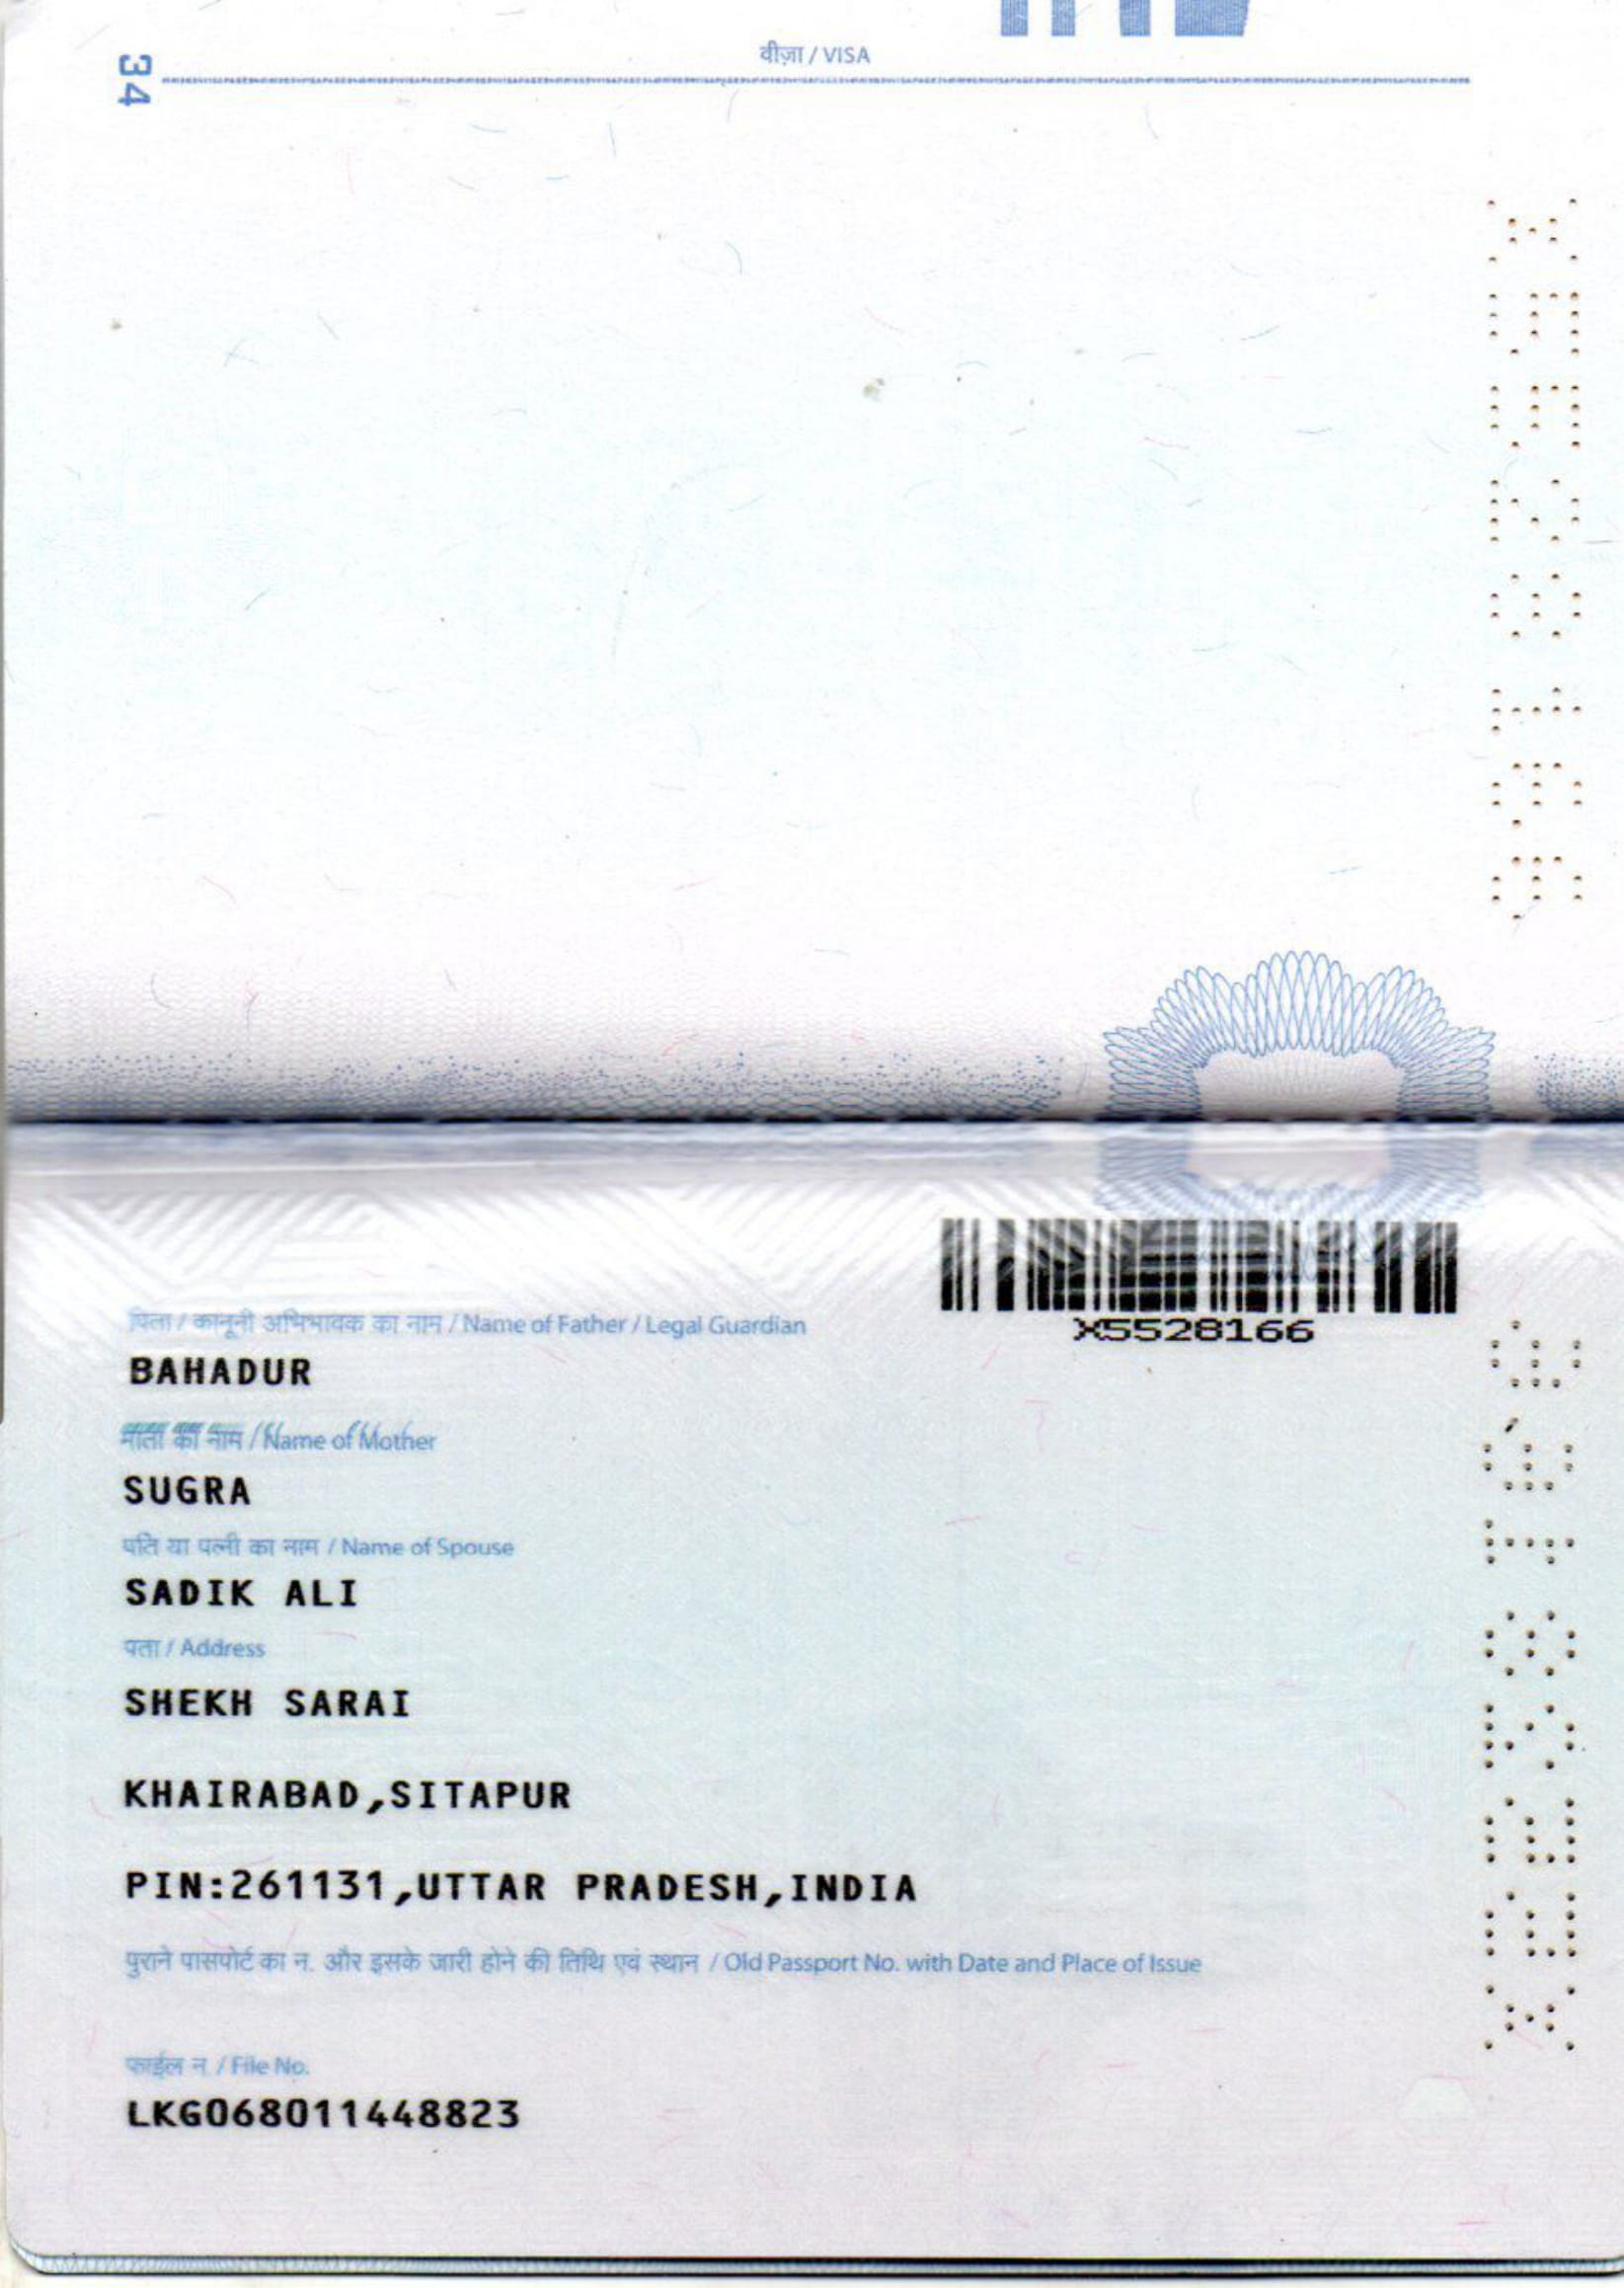 34
वीज़ा / VISA
X5528166
पिता / कानूनी अभिभावक का नाम / Name of Father / Legal Guardian
X5528166
BAHADUR
माता का नाम / Name of Mother
SUGRA
पति या पत्नी का नाम / Name of Spouse
SADIK ALI
पता / Address
SHEKH SARAI
KHAIRABAD,SITAPUR
PIN:261131,UTTAR PRADESH,INDIA
पुराने पासपोर्ट का न. और इसके जारी होने की तिथि एवं स्थान / Old Passport No. with Date and Place of Issue
फाईल न. / File No.
LKG068011448823